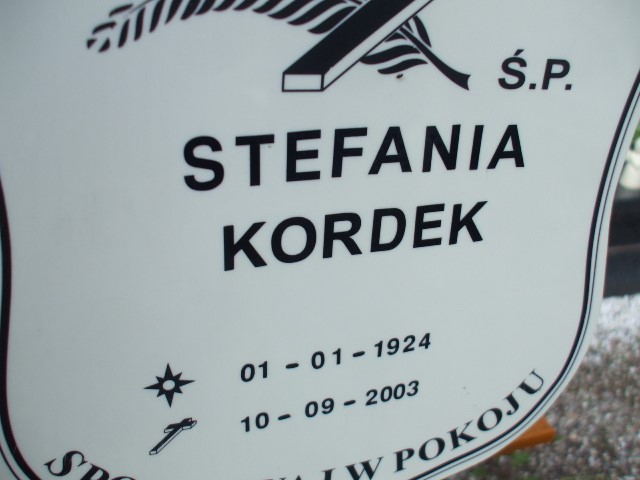 Ś.P.
STEFANIA
KORDEK
01 - 01 - 1924
10 - 09 - 2003
W POKOJU